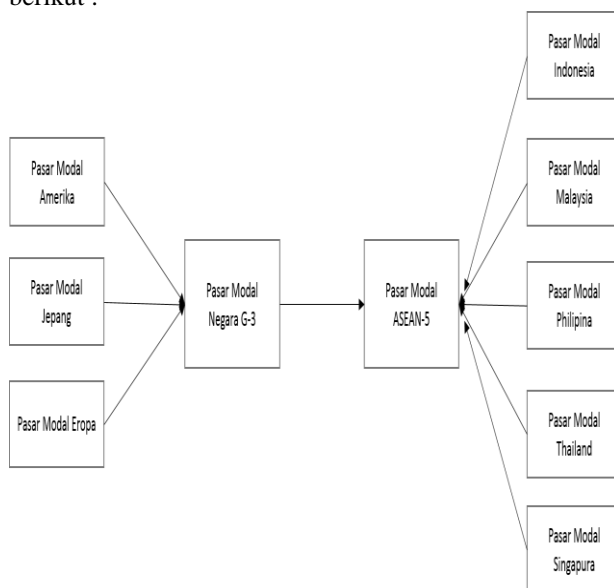 berikut :
Pasar Modal
Amerika
Pasar Modal
Jepang
Pasar Modal Eropa
Pasar Modal
Negara G-3
Pasar Modal
ASEAN-5
Pasar Modal
Indonesia
Pasar Modal
Malaysia
Pasar Modal
Philipina
Pasar Modal
Thailand
Pasar Modal
Singapura